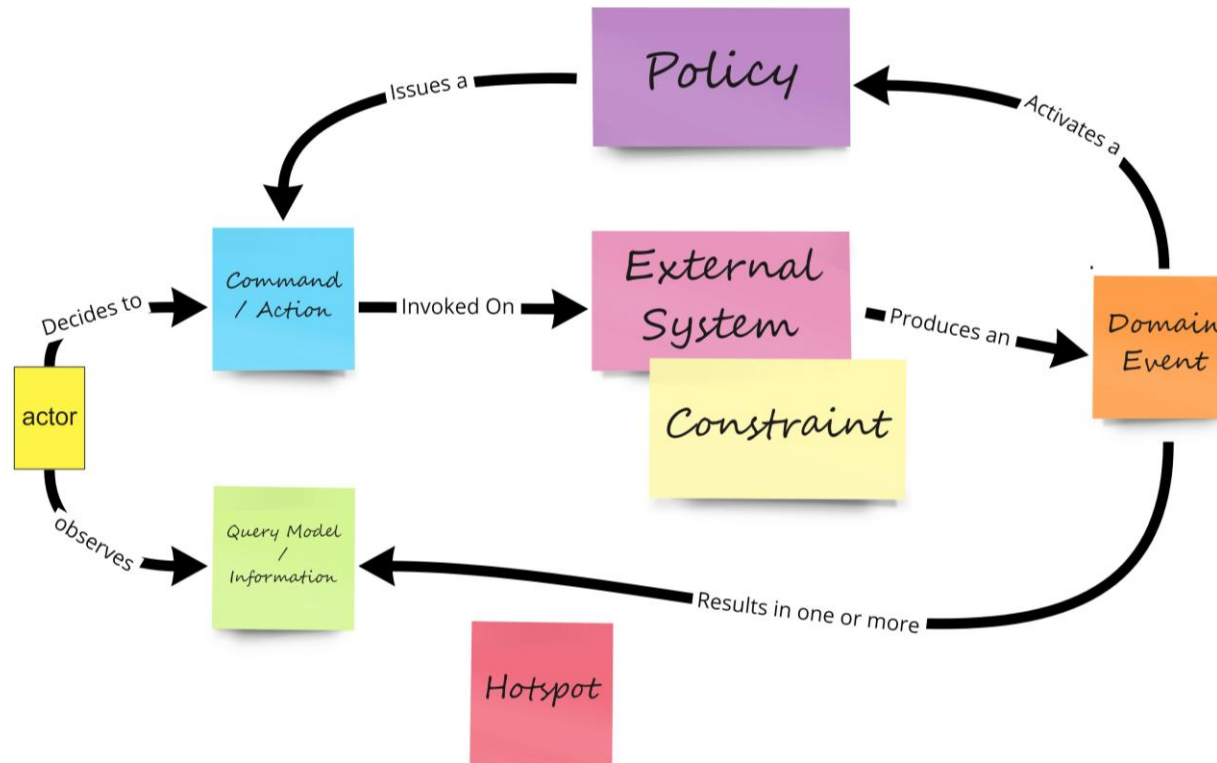 Policy
Issues a
Activates a
Command
/ Action
External
System
Decides to
Invoked On
Produces an
Domain
Event
actor
Constraint
observes
Query Model
/
Information
Results in one or more
Hotspot